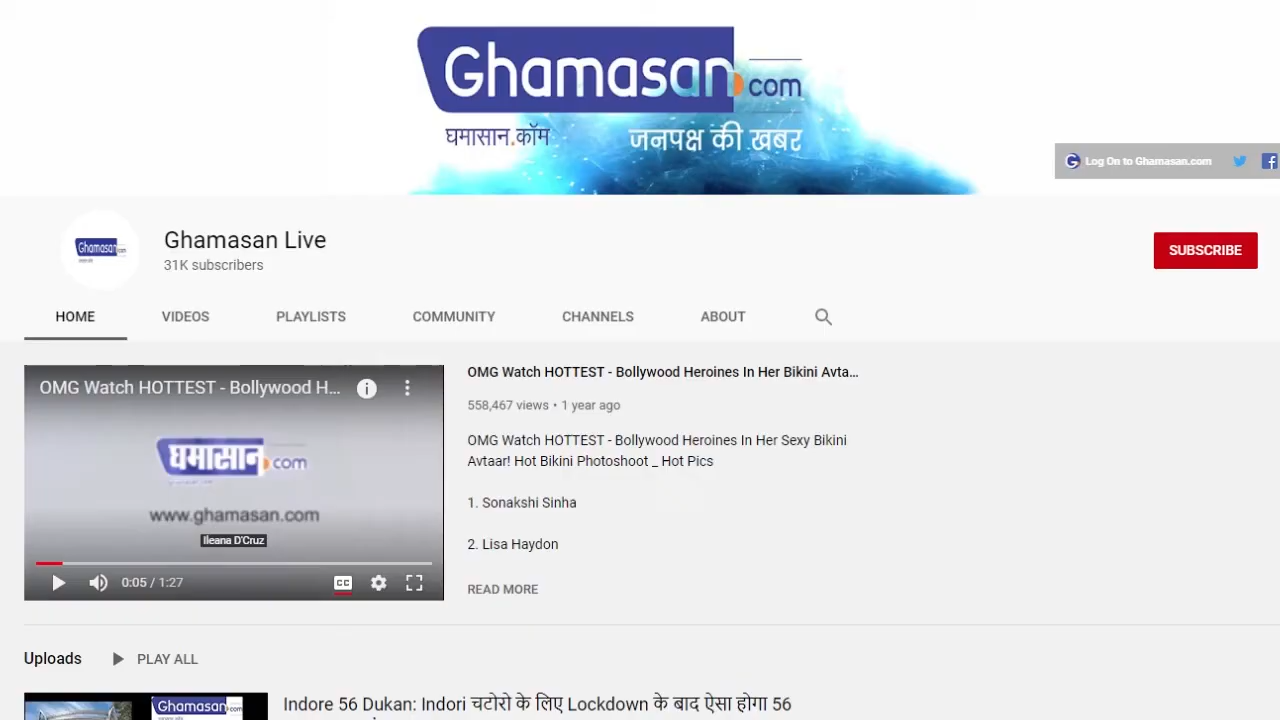 Ghamasan.com
घमासान.कॉम
जनपक्ष की खबर
Log On to Ghamasan.com
Ghamasan
Ghamasan Live
31K subscribers
SUBSCRIBE
HOME VIDEOS PLAYLISTS COMMUNITY CHANNELS ABOUT
OMG Watch HOTTEST - Bollywood H...
घमासान.com
www.ghamasan.com
Ileana D'Cruz
0:05 / 1:27
CC
OMG Watch HOTTEST - Bollywood Heroines In Her Bikini Avta...
558,467 views • 1 year ago
OMG Watch HOTTEST - Bollywood Heroines In Her Sexy Bikini
Avtaar! Hot Bikini Photoshoot _ Hot Pics
1. Sonakshi Sinha
2. Lisa Haydon
READ MORE
Uploads PLAY ALL
Ghamasan
Indore 56 Dukan: Indori चटोरो के लिए Lockdown के बाद ऐसा होगा 56